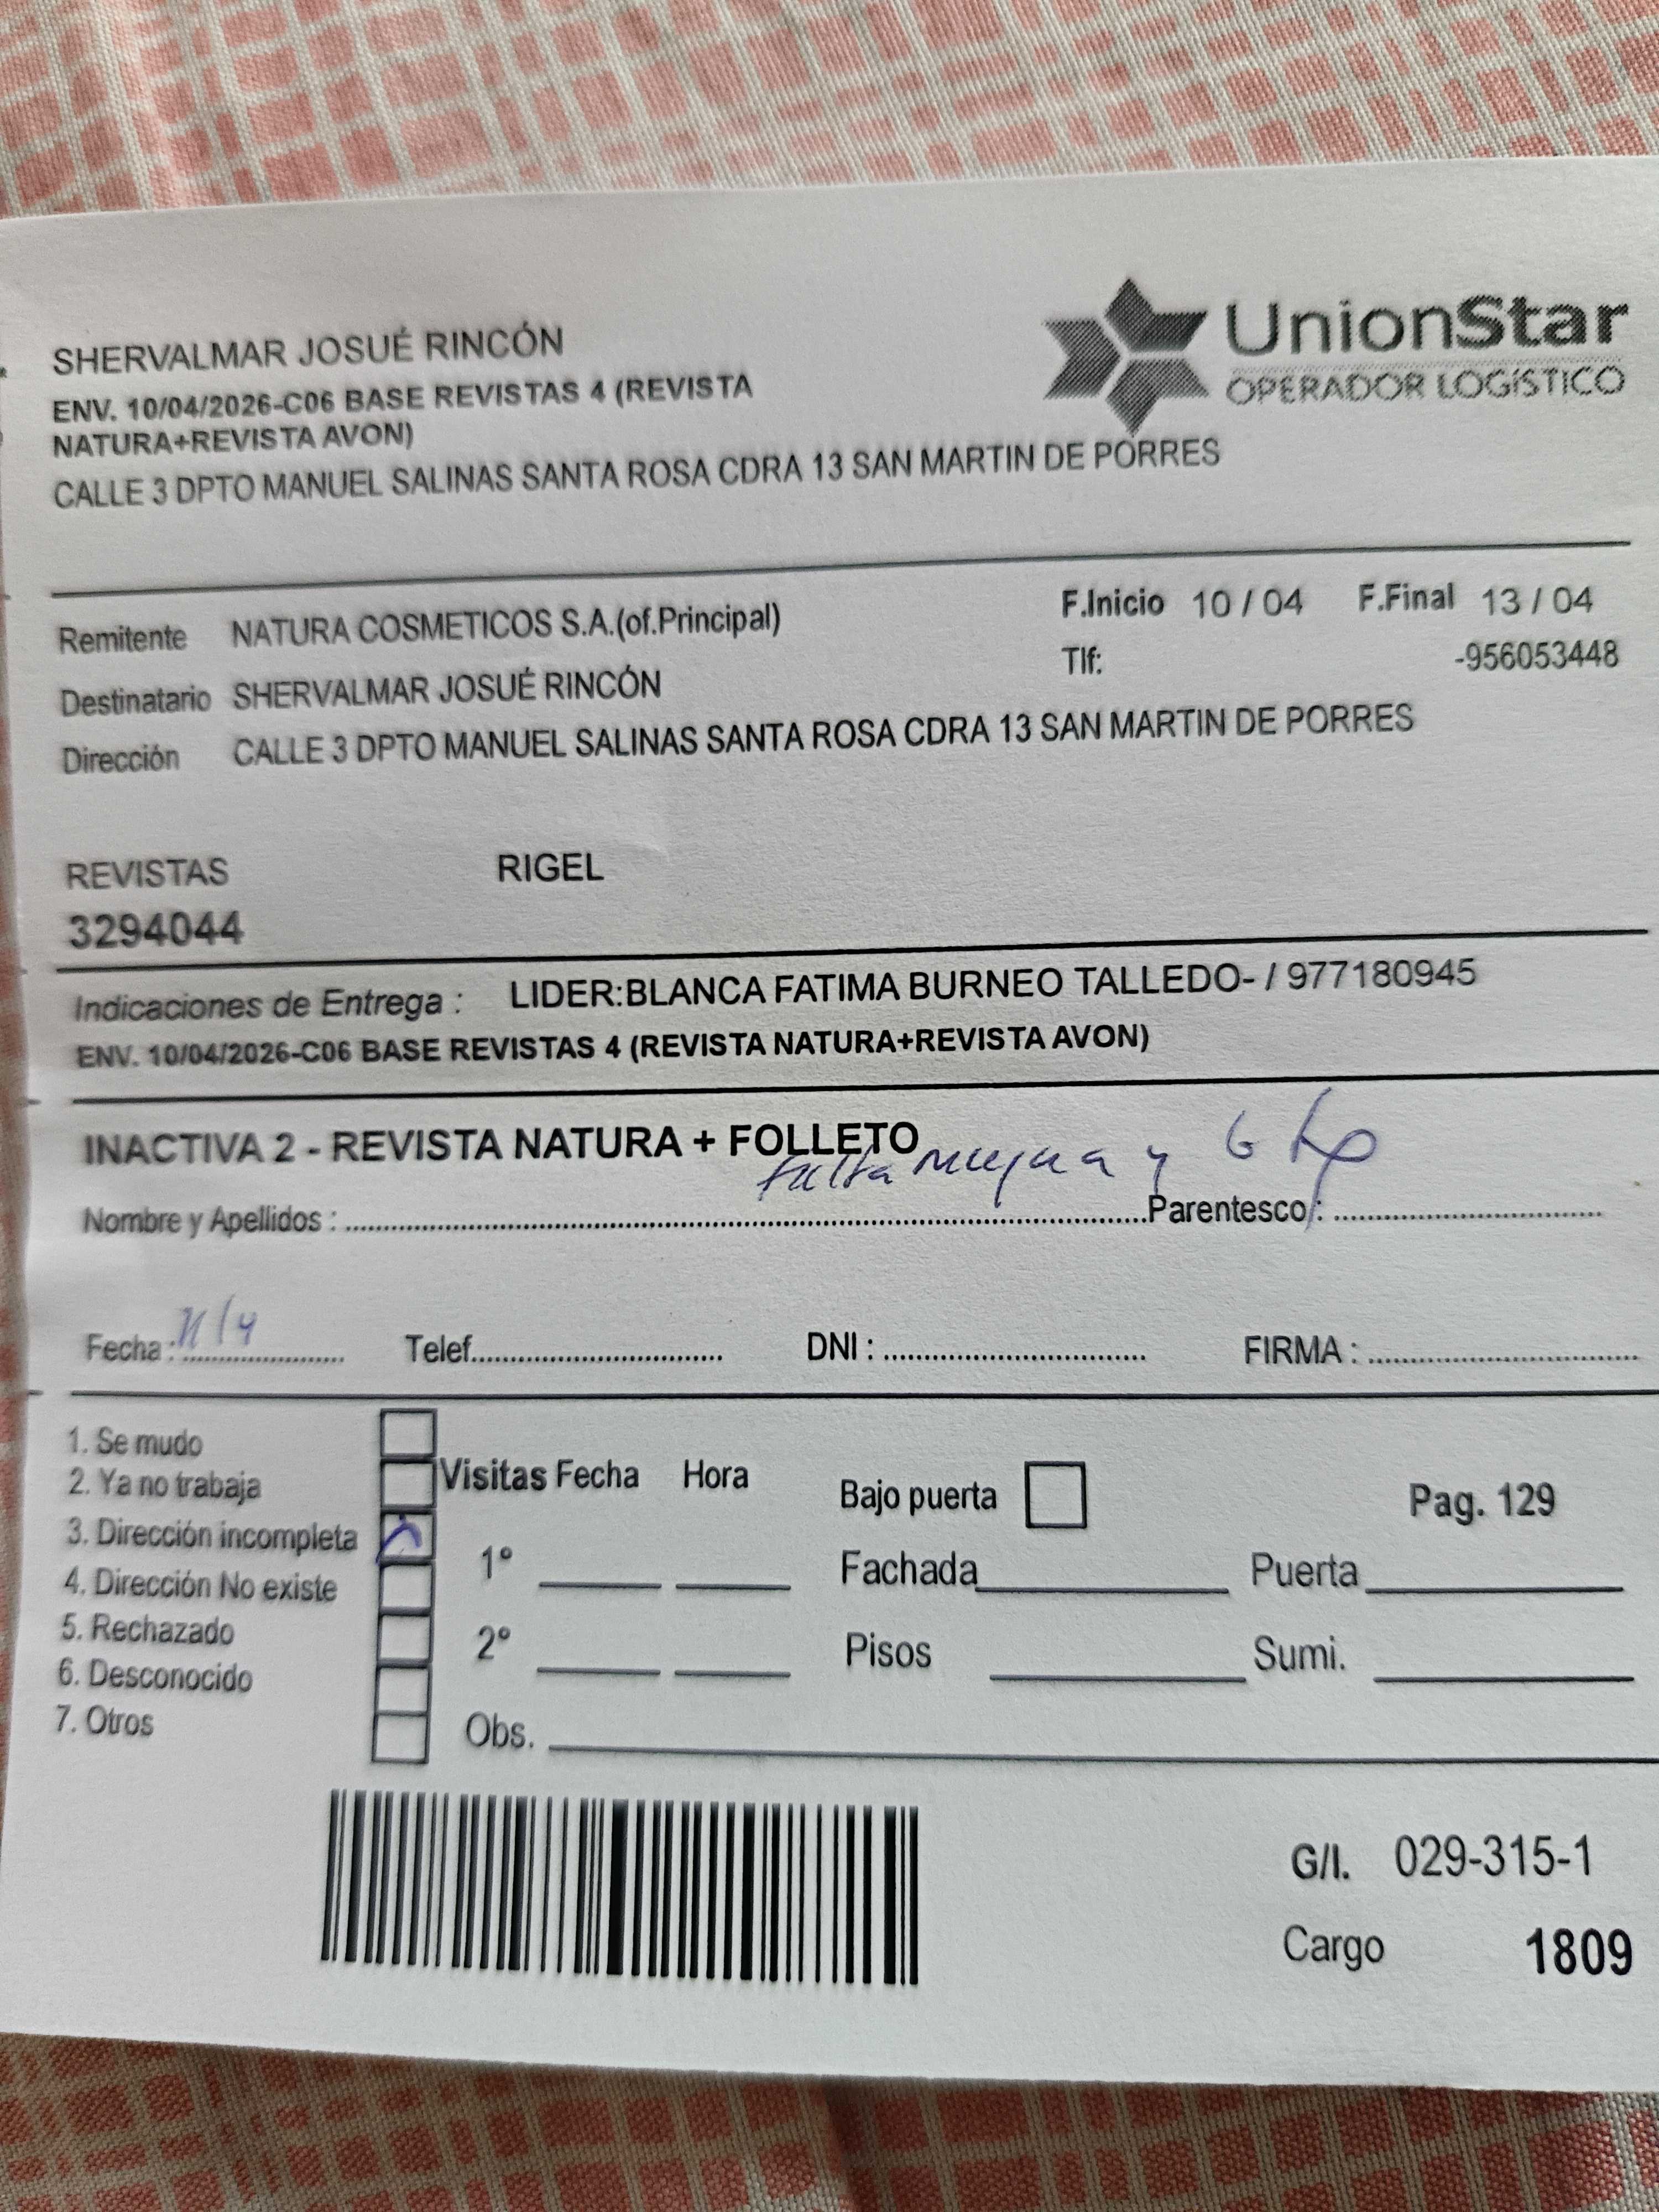 SHERVALMAR JOSUÉ RINCÓN
ENV. 10/04/2026-C06 BASE REVISTAS 4 (REVISTA
NATURA+REVISTA AVON)
CALLE 3 DPTO MANUEL SALINAS SANTA ROSA CDRA 13 SAN MARTIN DE PORRES
UnionStar
OPERADOR LOGÍSTICO
Remitente NATURA COSMETICOS S.A.(of.Principal)
F.Inicio 10 / 04 F.Final 13 / 04
Tlf: -956053448
Destinatario SHERVALMAR JOSUÉ RINCÓN
Dirección CALLE 3 DPTO MANUEL SALINAS SANTA ROSA CDRA 13 SAN MARTIN DE PORRES
REVISTAS RIGEL
3294044
Indicaciones de Entrega : LIDER:BLANCA FATIMA BURNEO TALLEDO- / 977180945
ENV. 10/04/2026-C06 BASE REVISTAS 4 (REVISTA NATURA+REVISTA AVON)
INACTIVA 2 - REVISTA NATURA + FOLLETO
falta y
Nombre y Apellidos : Parentesco :
Fecha : 11/4 Telef. DNI : FIRMA :
1. Se mudo
2. Ya no trabaja
3. Dirección incompleta
4. Dirección No existe
5. Rechazado
6. Desconocido
7. Otros
Visitas Fecha Hora
1°
2°
Obs.
Bajo puerta
Pag. 129
Fachada Puerta
Pisos Sumi.
G/I. 029-315-1
Cargo 1809